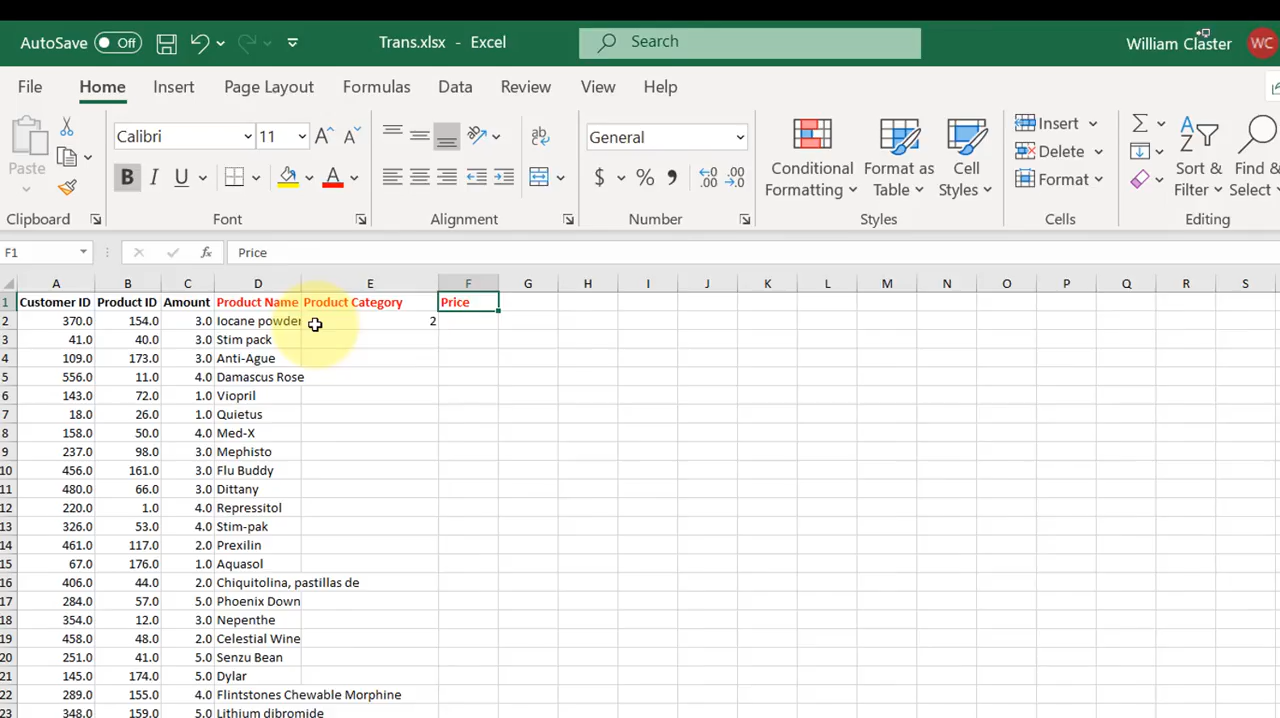 AutoSave Off Trans.xlsx - Excel Search William Claster WC
File Home Insert Page Layout Formulas Data Review View Help
Paste Calibri 11 General Conditional Formatting Format as Table Cell Styles Insert Delete Format Sort & Filter Find & Select
Clipboard Font Alignment Number Styles Cells Editing
F1 fx Price
A B C D E F G H I J K L M N O P Q R S
1 Customer ID Product ID Amount Product Name Product Category Price
2 370.0 154.0 3.0 Iocane powder 2
3 41.0 40.0 3.0 Stim pack
4 109.0 173.0 3.0 Anti-Ague
5 556.0 11.0 4.0 Damascus Rose
6 143.0 72.0 1.0 Viopril
7 18.0 26.0 1.0 Quietus
8 158.0 50.0 4.0 Med-X
9 237.0 98.0 3.0 Mephisto
10 456.0 161.0 3.0 Flu Buddy
11 480.0 66.0 3.0 Dittany
12 220.0 1.0 4.0 Repressitol
13 326.0 53.0 4.0 Stim-pak
14 461.0 117.0 2.0 Prexilin
15 67.0 176.0 1.0 Aquasol
16 406.0 44.0 2.0 Chiquitolina, pastillas de
17 284.0 57.0 5.0 Phoenix Down
18 354.0 12.0 3.0 Nepenthe
19 458.0 48.0 2.0 Celestial Wine
20 251.0 41.0 5.0 Senzu Bean
21 145.0 174.0 5.0 Dylar
22 289.0 155.0 4.0 Flintstones Chewable Morphine
23 348.0 159.0 5.0 Lithium dibromide